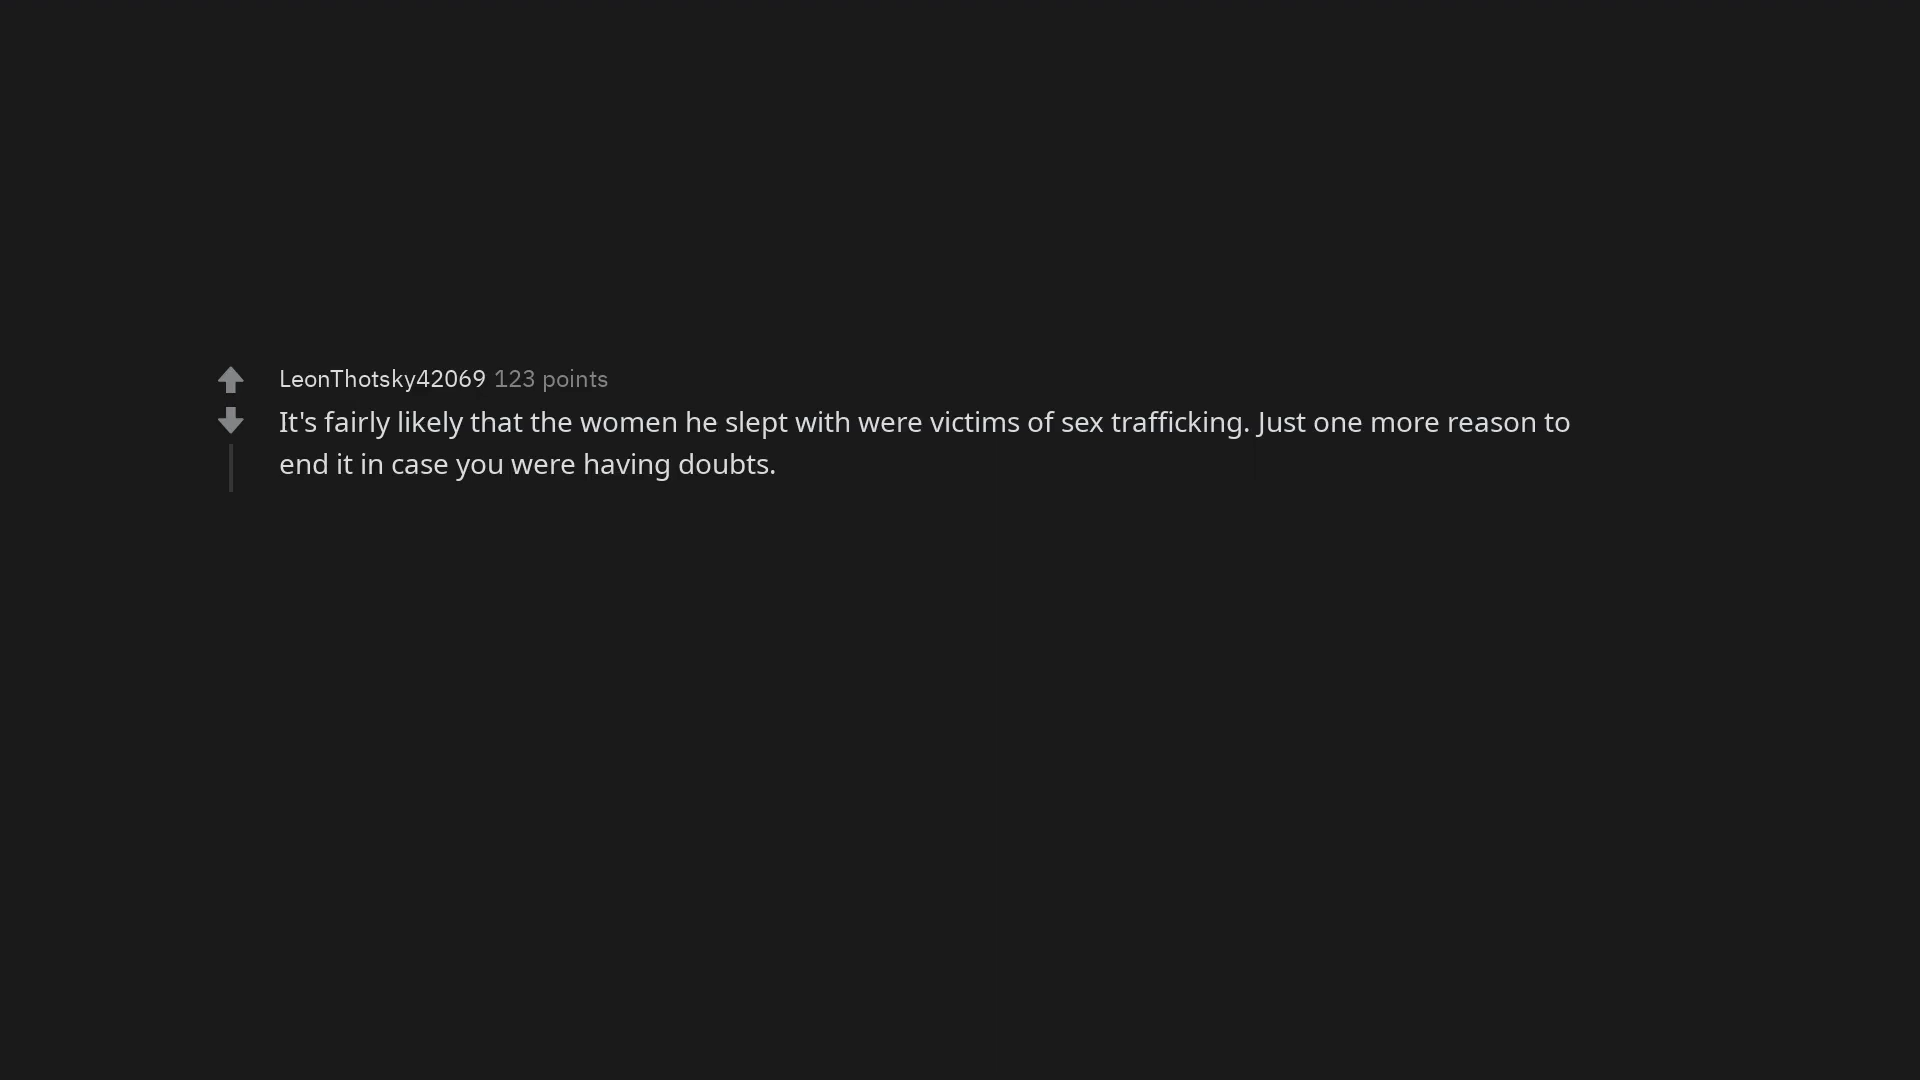 LeonThotsky42069 123 points
It's fairly likely that the women he slept with were victims of sex trafficking. Just one more reason to
end it in case you were having doubts.